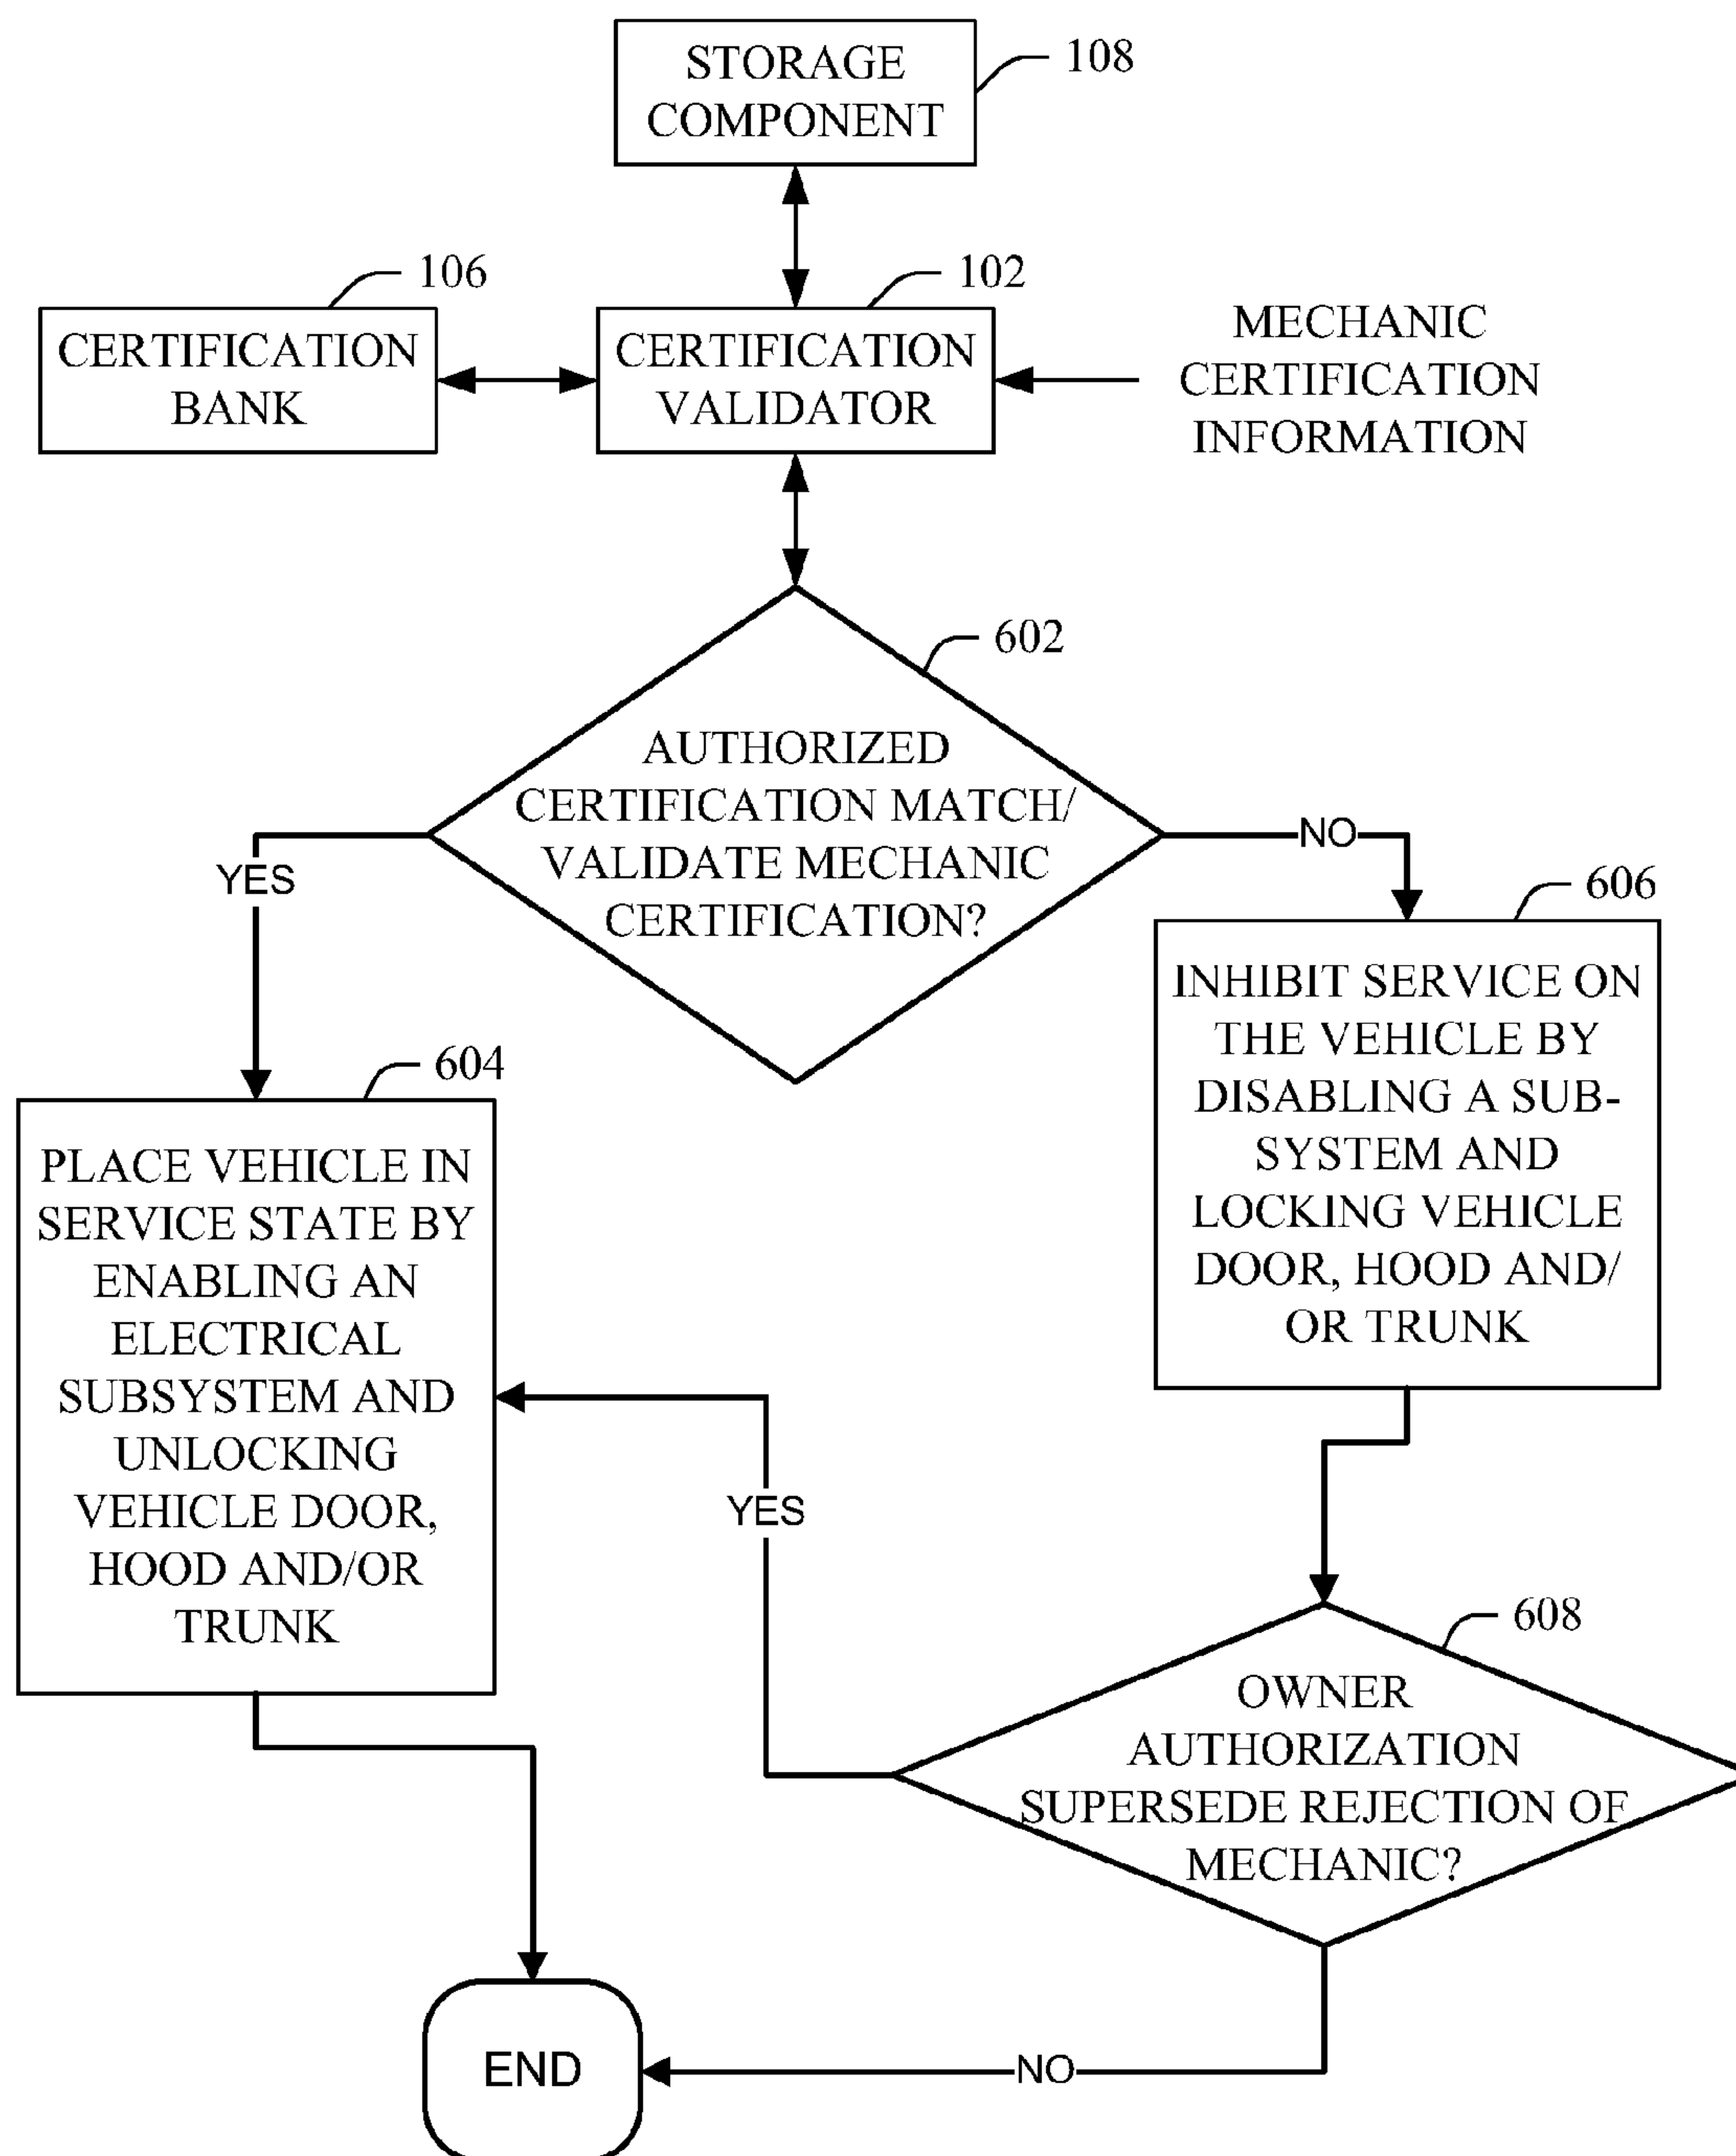 STORAGE
COMPONENT
108
106
102
CERTIFICATION
BANK
CERTIFICATION
VALIDATOR
MECHANIC
CERTIFICATION
INFORMATION
602
AUTHORIZED
CERTIFICATION MATCH/
VALIDATE MECHANIC
CERTIFICATION?
YES
NO
606
INHIBIT SERVICE ON
THE VEHICLE BY
DISABLING A SUB-
SYSTEM AND
LOCKING VEHICLE
DOOR, HOOD AND/
OR TRUNK
604
PLACE VEHICLE IN
SERVICE STATE BY
ENABLING AN
ELECTRICAL
SUBSYSTEM AND
UNLOCKING
VEHICLE DOOR,
HOOD AND/OR
TRUNK
YES
608
OWNER
AUTHORIZATION
SUPERSEDE REJECTION OF
MECHANIC?
NO
END